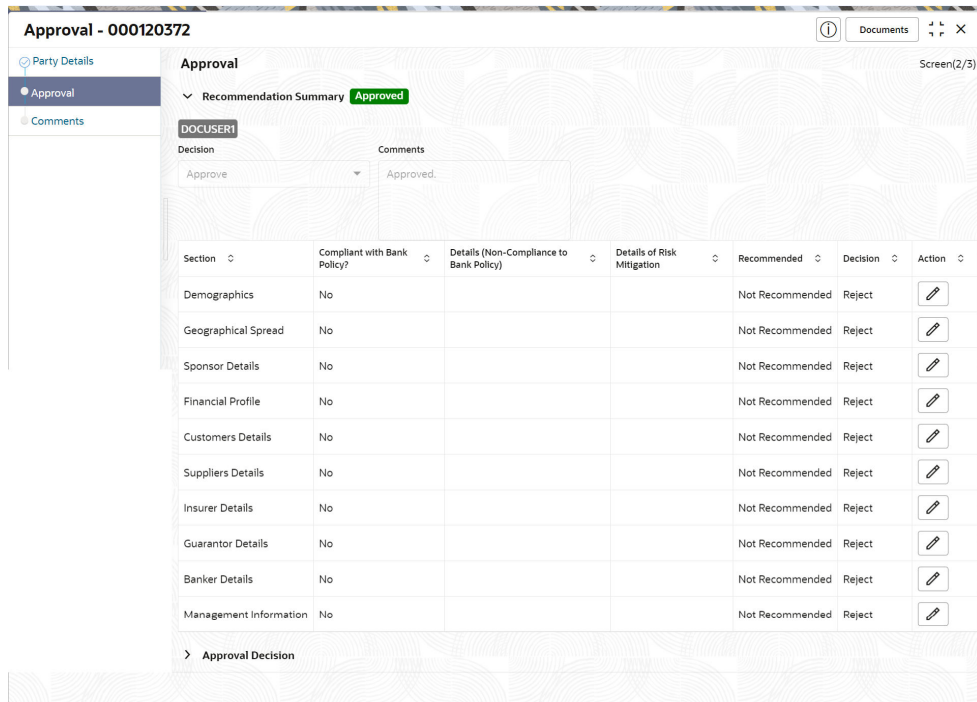 Approval - 000120372
Documents
Party Details
Approval
Comments
Approval
Screen(2/3)
Recommendation Summary Approved
DOCUSER1
Decision Comments
Approve Approved.
Section Compliant with Bank Policy? Details (Non-Compliance to Bank Policy) Details of Risk Mitigation Recommended Decision Action
Demographics No Not Recommended Reject
Geographical Spread No Not Recommended Reject
Sponsor Details No Not Recommended Reject
Financial Profile No Not Recommended Reject
Customers Details No Not Recommended Reject
Suppliers Details No Not Recommended Reject
Insurer Details No Not Recommended Reject
Guarantor Details No Not Recommended Reject
Banker Details No Not Recommended Reject
Management Information No Not Recommended Reject
Approval Decision